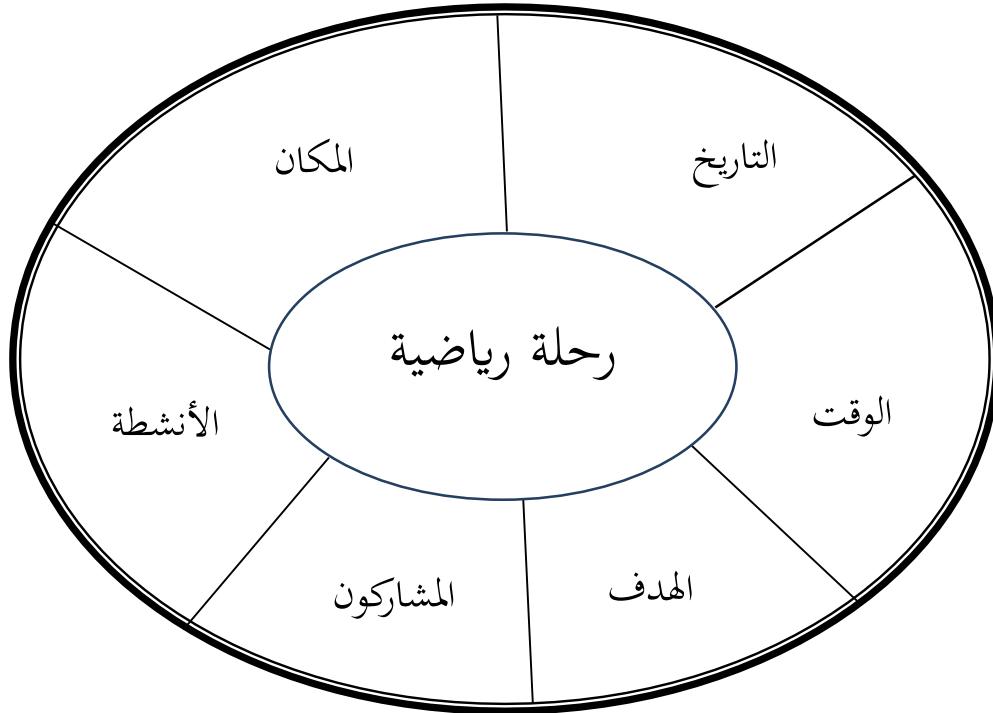 التاريخ
المكان
رحلة رياضية
الوقت
الأنشطة
الهدف
المشاركون